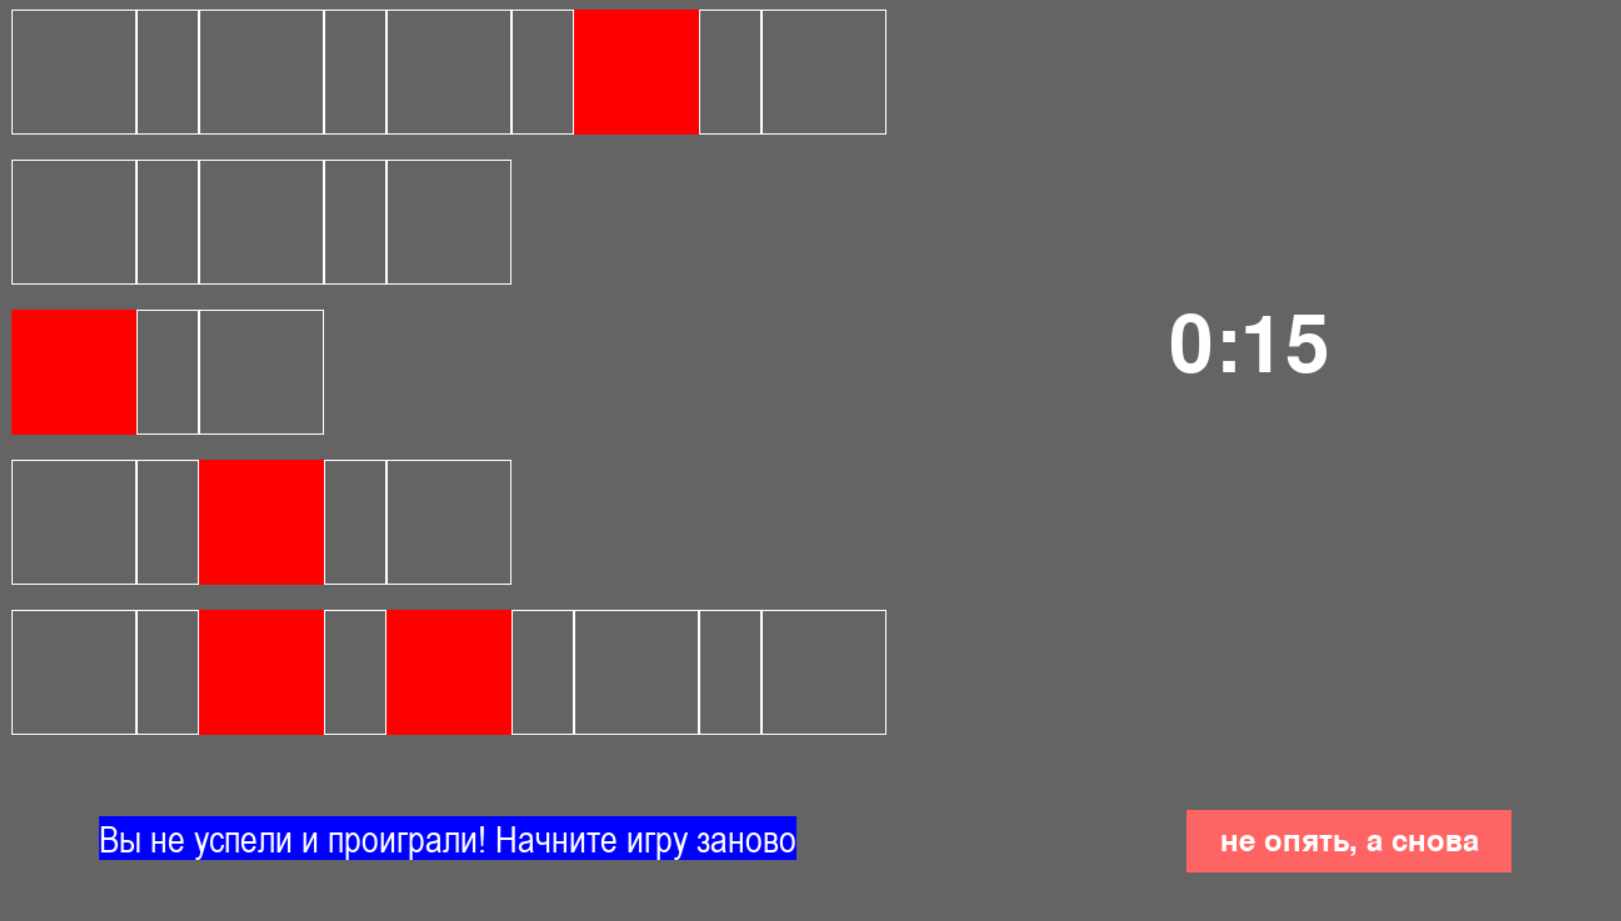 0:15
Вы не успели и проиграли! Начните игру заново
не опять, а снова